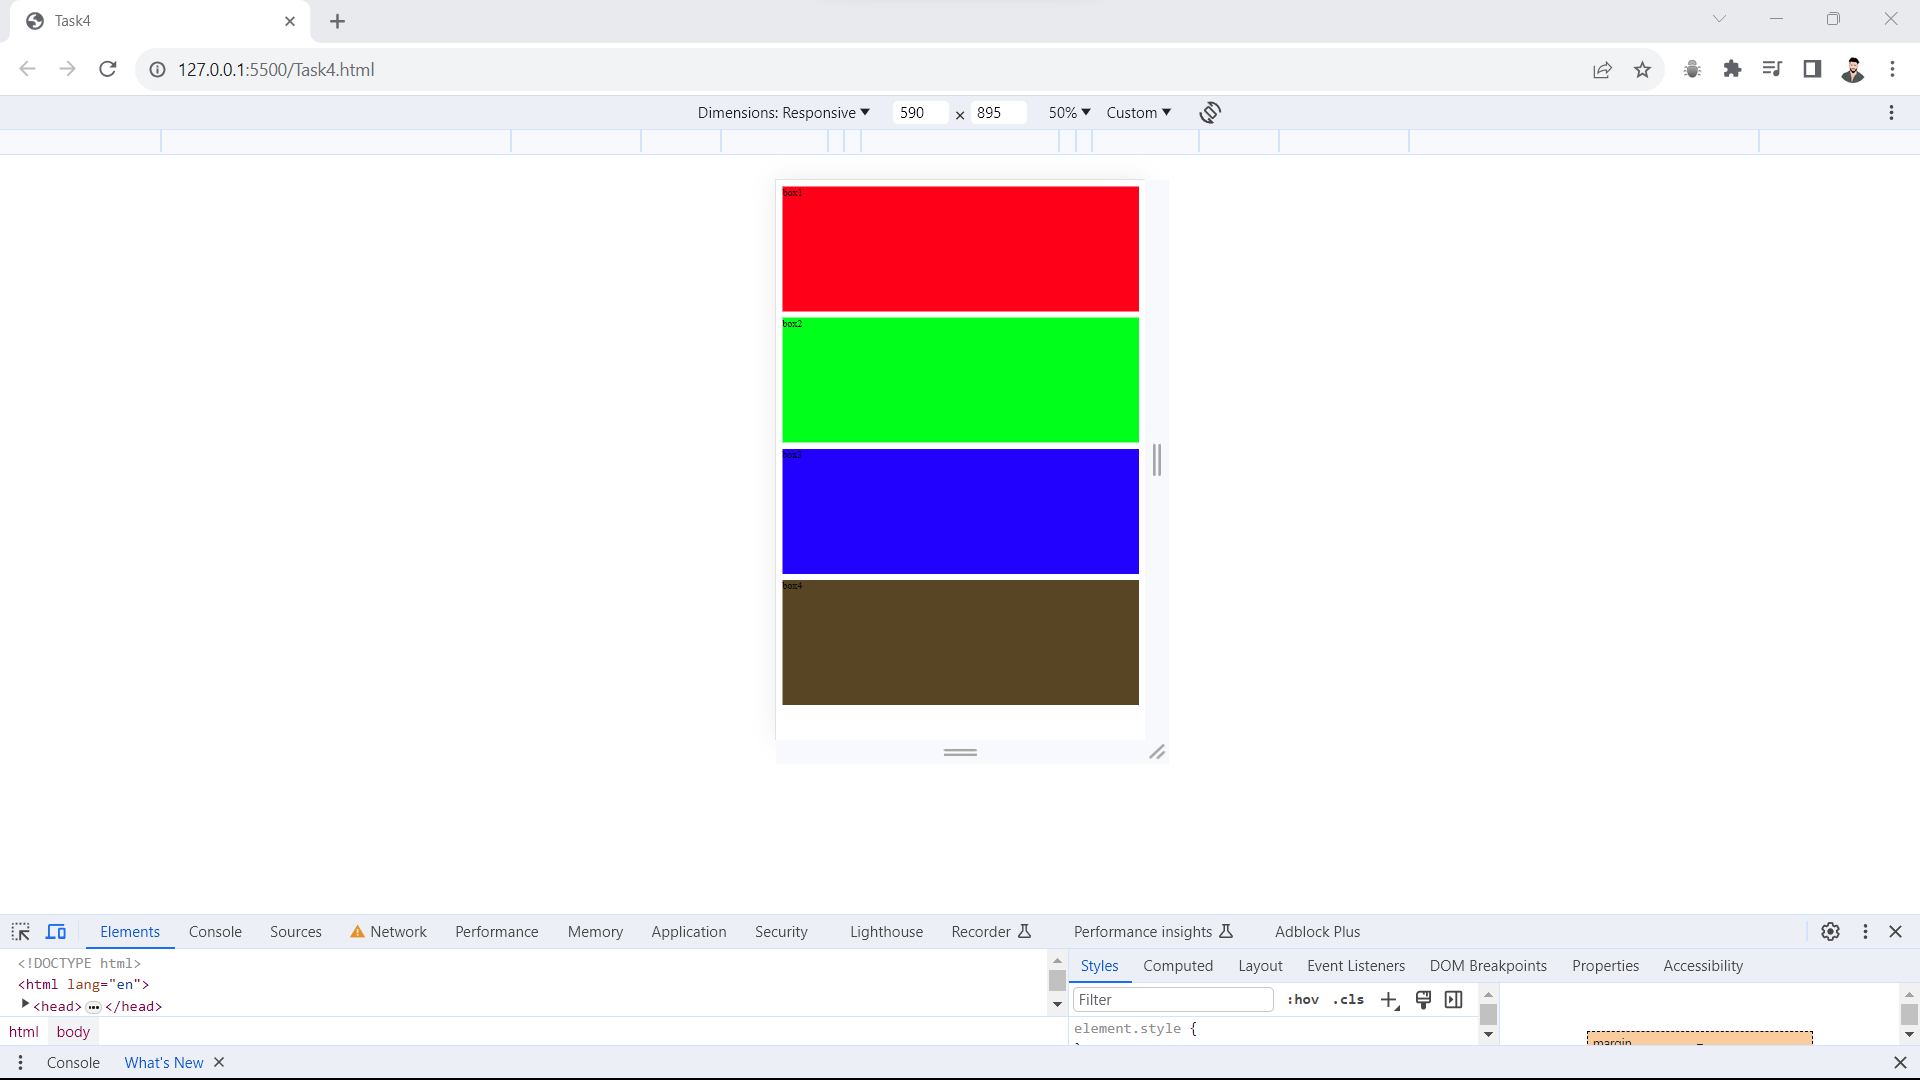 Task4
127.0.0.1:5500/Task4.html
Dimensions: Responsive 590 × 895 50% Custom
box1
box2
box3
box4
Elements Console Sources Network Performance Memory Application Security Lighthouse Recorder Performance insights Adblock Plus
<!DOCTYPE html>
<html lang="en">
<head> ••• </head>
html body
Styles Computed Layout Event Listeners DOM Breakpoints Properties Accessibility
Filter :hov .cls
element.style {
margin
Console What's New